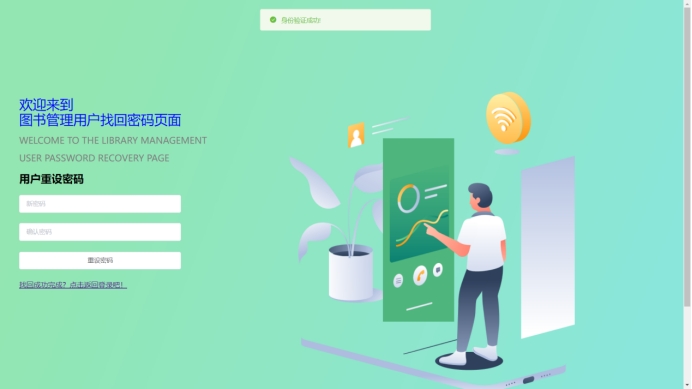 身份验证成功!
欢迎来到
图书管理用户找回密码页面
WELCOME TO THE LIBRARY MANAGEMENT
USER PASSWORD RECOVERY PAGE
用户重设密码
新密码
确认密码
重设密码
找回成功完成？点击返回登录吧！